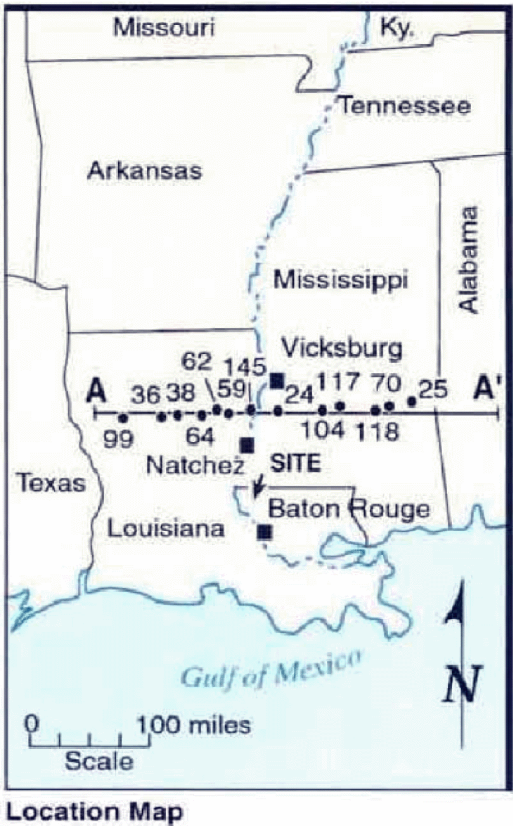 Missouri
Ky.
Tennessee
Arkansas
Alabama
Mississippi
Vicksburg
62 145
A 36 38 59 24 117 70 25 A'
99 64 104 118
Natchez SITE
Texas
Baton Rouge
Louisiana
Gulf of Mexico
N
0 100 miles
Scale
Location Map